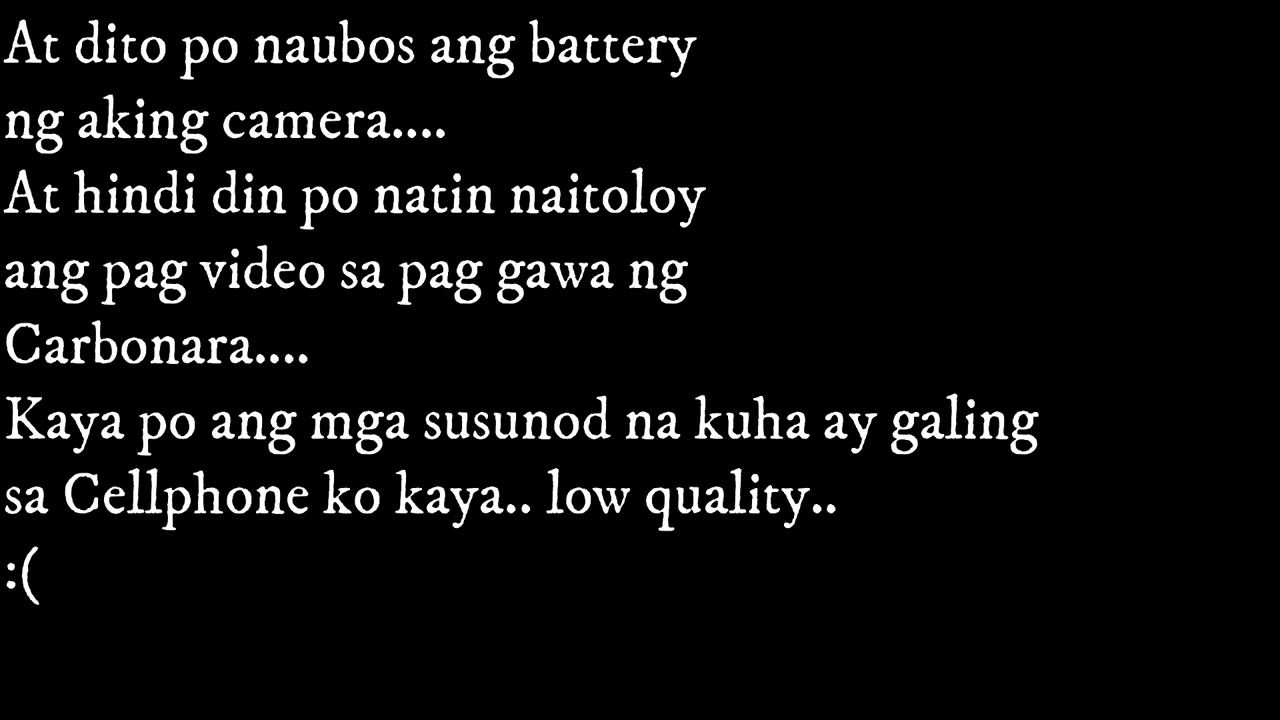 At dito po naubos ang battery
ng aking camera....
At hindi din po natin naitoloy
ang pag video sa pag gawa ng
Carbonara....
Kaya po ang mga susunod na kuha ay galing
sa Cellphone ko kaya.. low quality..
:(